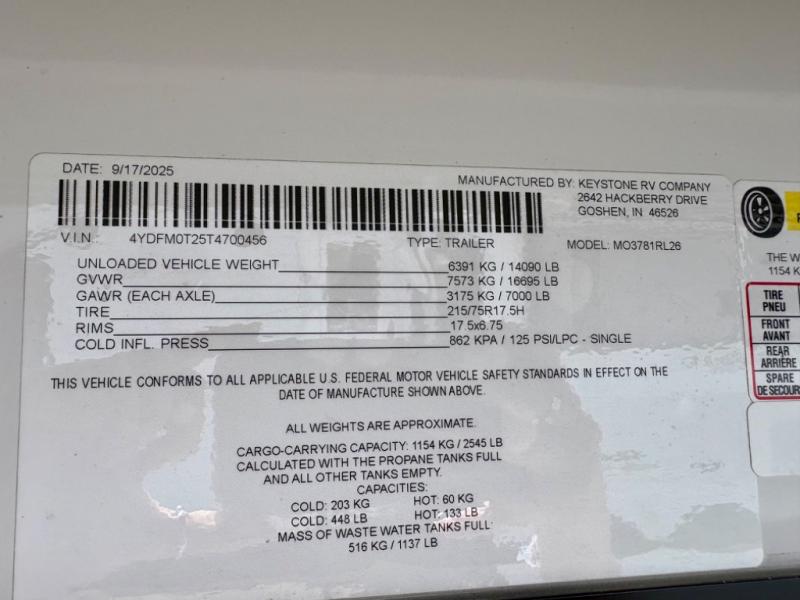 DATE: 9/17/2025
MANUFACTURED BY: KEYSTONE RV COMPANY
2642 HACKBERRY DRIVE
GOSHEN, IN 46526
V.I.N.: 4YDFM0T25T4700456 TYPE: TRAILER MODEL: MO3781RL26
UNLOADED VEHICLE WEIGHT 6391 KG / 14090 LB
GVWR 7573 KG / 16695 LB
GAWR (EACH AXLE) 3175 KG / 7000 LB
TIRE 215/75R17.5H
RIMS 17.5x6.75
COLD INFL. PRESS 862 KPA / 125 PSI/LPC - SINGLE
THIS VEHICLE CONFORMS TO ALL APPLICABLE U.S. FEDERAL MOTOR VEHICLE SAFETY STANDARDS IN EFFECT ON THE
DATE OF MANUFACTURE SHOWN ABOVE.
ALL WEIGHTS ARE APPROXIMATE.
CARGO-CARRYING CAPACITY: 1154 KG / 2545 LB
CALCULATED WITH THE PROPANE TANKS FULL
AND ALL OTHER TANKS EMPTY.
CAPACITIES:
COLD: 203 KG HOT: 60 KG
COLD: 448 LB HOT: 133 LB
MASS OF WASTE WATER TANKS FULL
516 KG / 1137 LB
THE W
1154 K
TIRE
PNEU
FRONT
AVANT
REAR
ARRIÈRE
SPARE
DE SECOUR